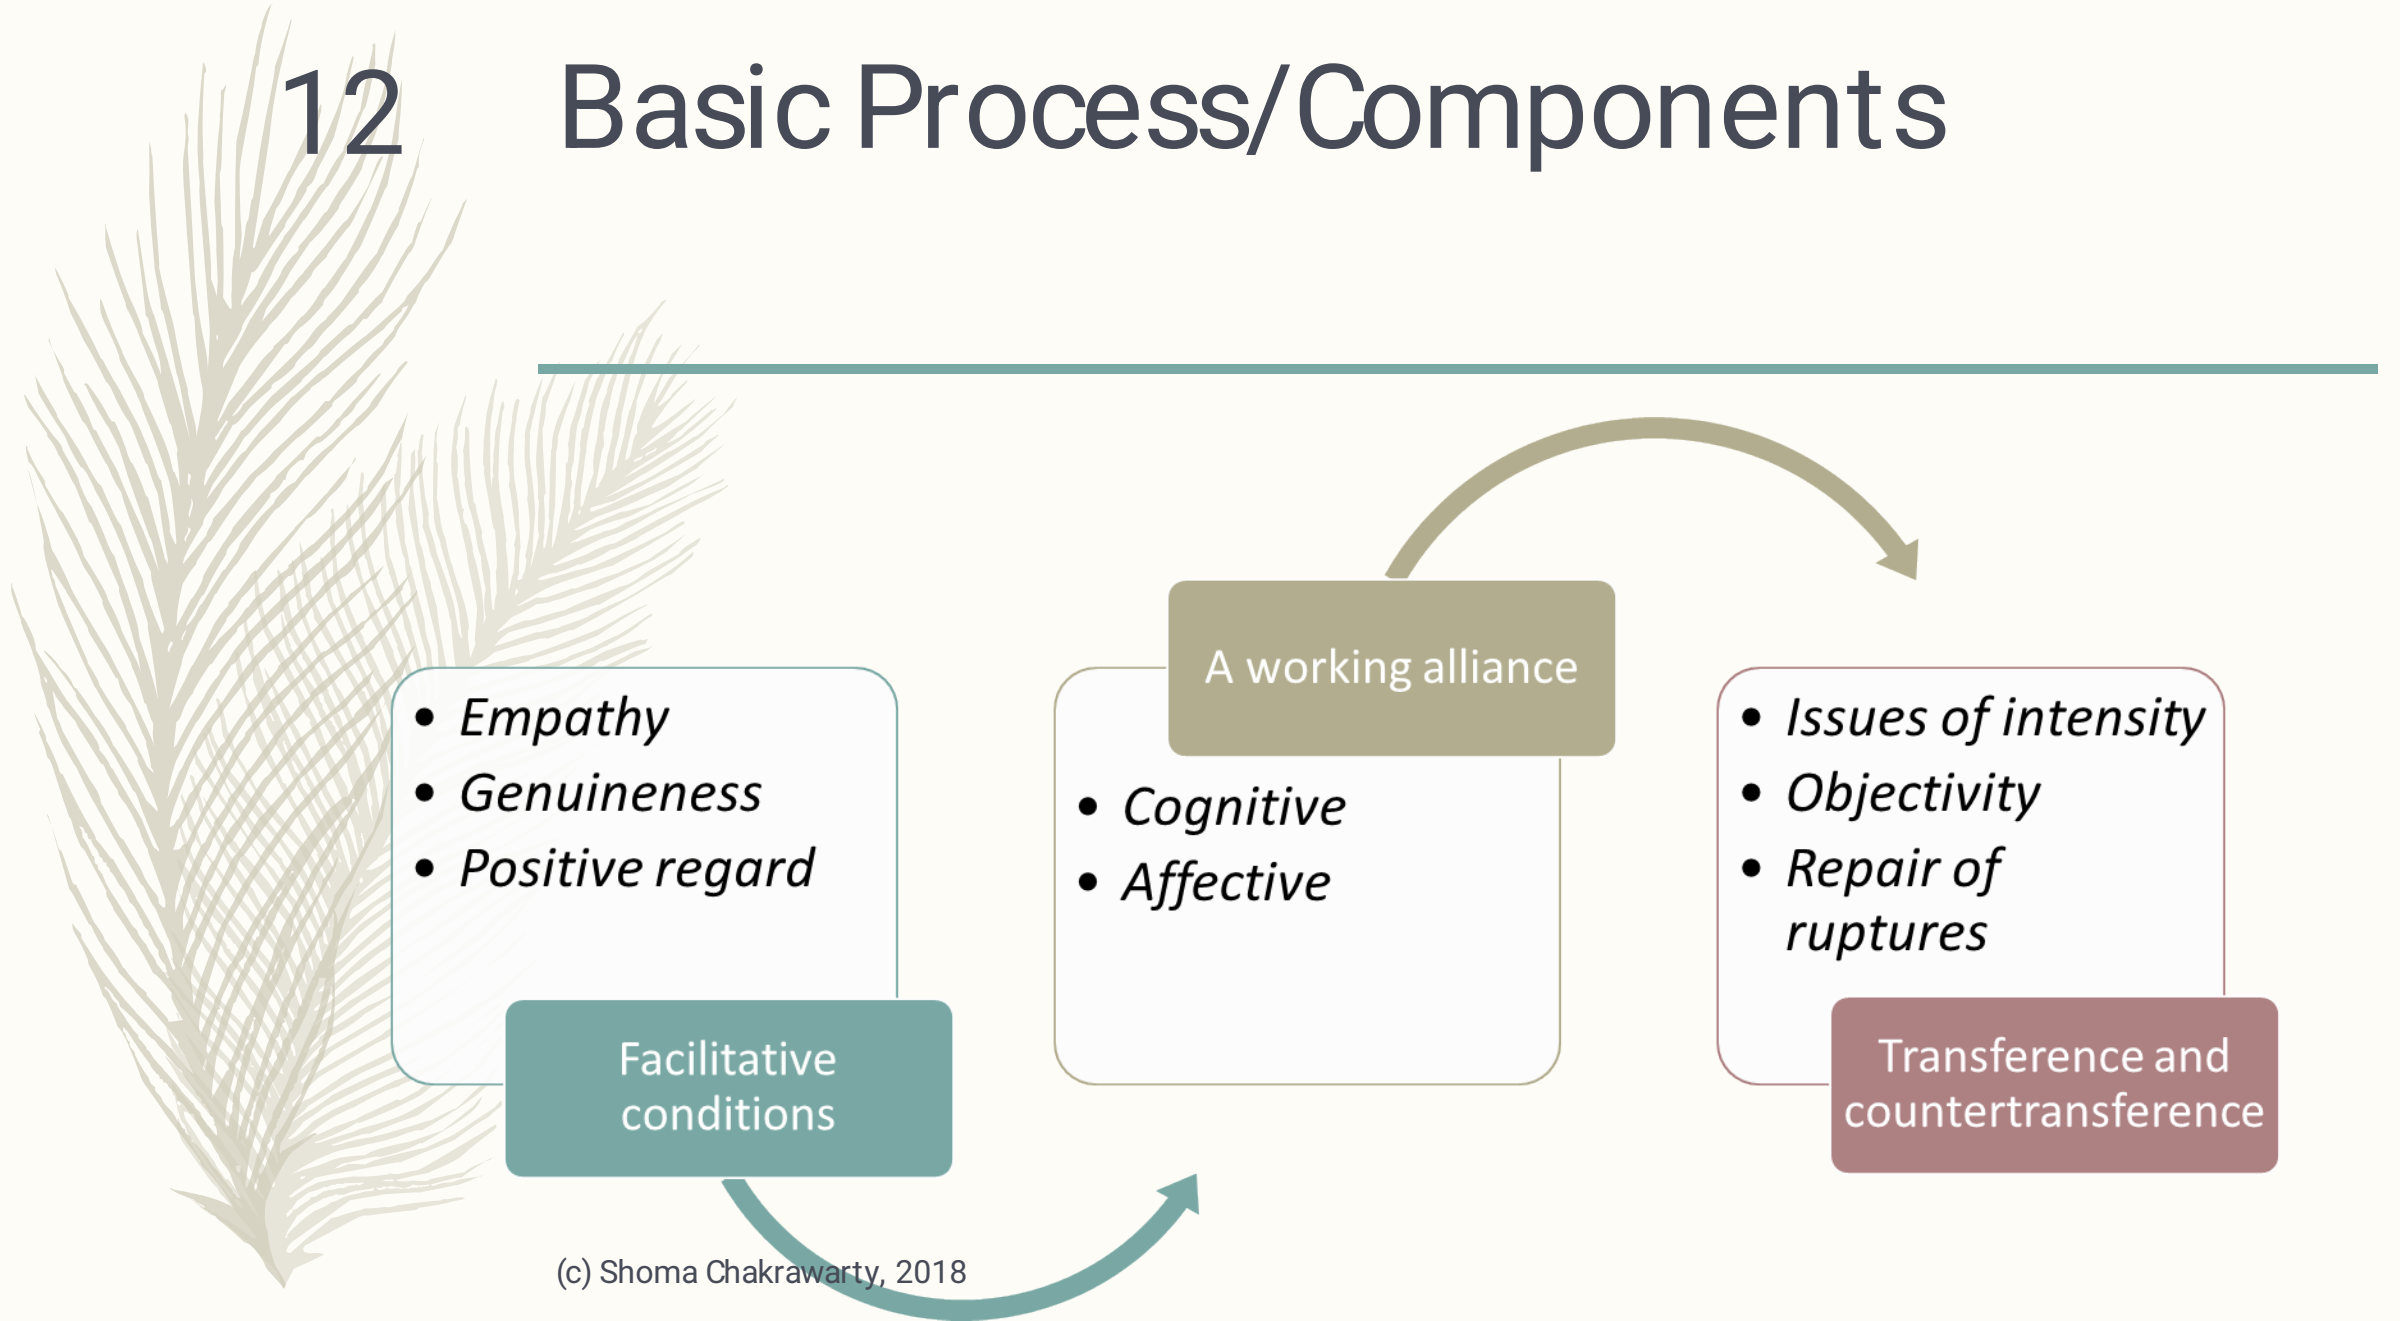 12
Basic Process/Components
• Empathy
• Genuineness
• Positive regard
Facilitative
conditions
A working alliance
• Cognitive
• Affective
• Issues of intensity
• Objectivity
• Repair of
ruptures
Transference and
countertransference
(c) Shoma Chakrawarty, 2018